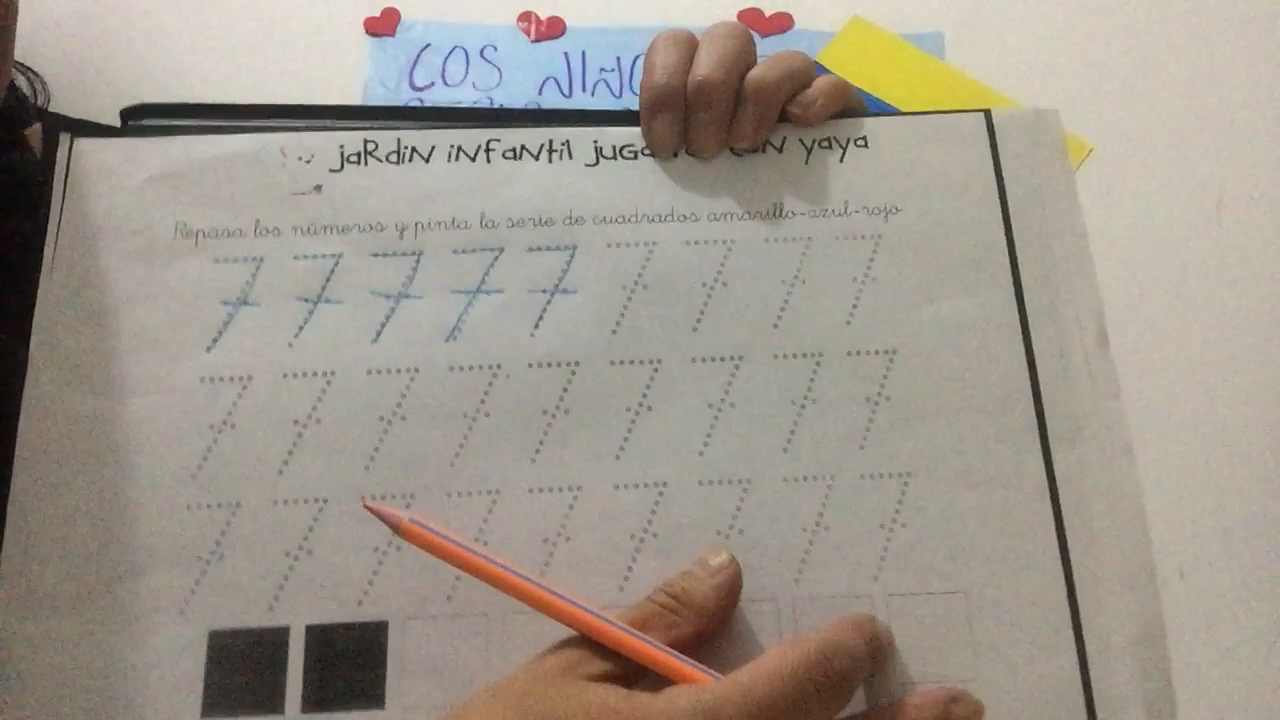 COS NIÑO
jaRdiN iNfaNtil yaya
Repasa los números y pinta la serie de cuadrados amarillo-azul-rojo
7 7 7 7 7 7 7 7 7
7 7 7 7 7 7 7 7 7
7 7 7 7 7 7 7 7 7